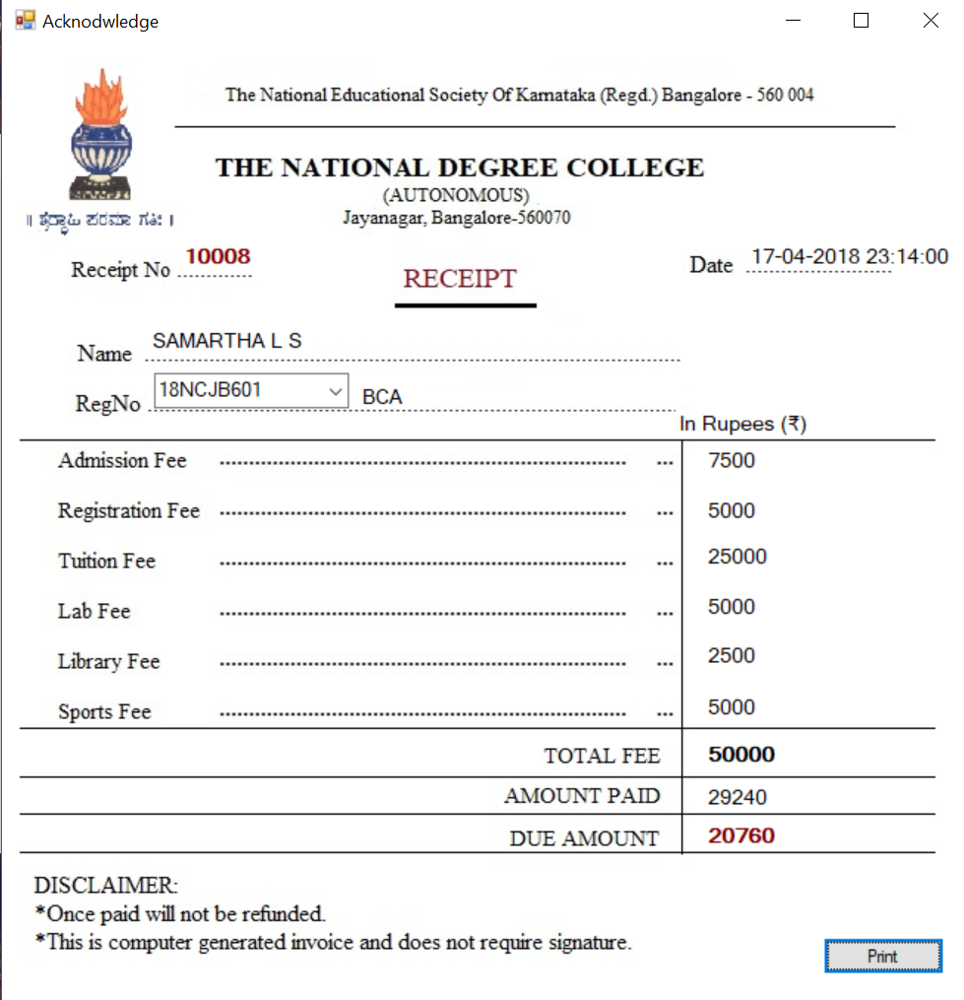 Acknodwledge
The National Educational Society Of Karnataka (Regd.) Bangalore - 560 004
THE NATIONAL DEGREE COLLEGE
(AUTONOMOUS)
Jayanagar, Bangalore-560070
॥ ಶ್ರದ್ಧಾಹಿ ಪರಮಾ ಗತಿಃ ।
Receipt No 10008
RECEIPT
Date 17-04-2018 23:14:00
Name SAMARTHA L S
RegNo 18NCJB601 BCA
In Rupees (₹)
Admission Fee ... 7500
Registration Fee ... 5000
Tuition Fee ... 25000
Lab Fee ... 5000
Library Fee ... 2500
Sports Fee ... 5000
TOTAL FEE 50000
AMOUNT PAID 29240
DUE AMOUNT 20760
DISCLAIMER:
*Once paid will not be refunded.
*This is computer generated invoice and does not require signature.
Print